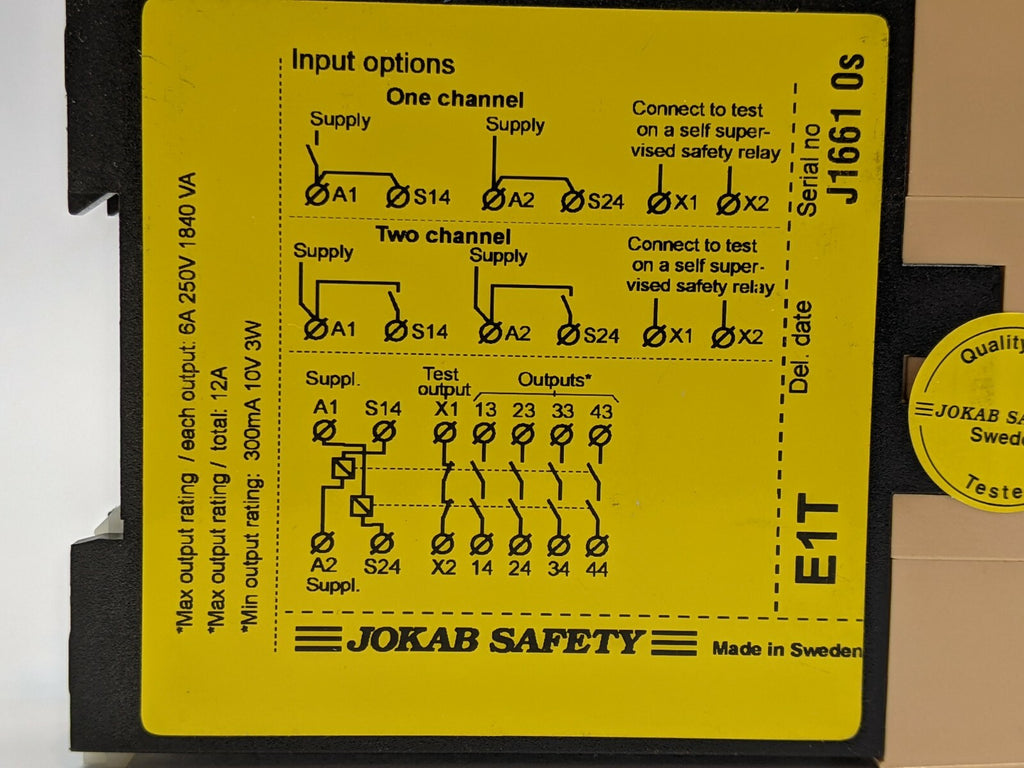 Input options
One channel
Supply
Supply
Connect to test
on a self super-
vised safety relay
A1 S14 A2 S24 X1 X2
Two channel
Supply
Supply
Connect to test
on a self super-
vised safety relay
A1 S14 A2 S24 X1 X2
Suppl.
Test
output
Outputs*
A1 S14 X1 13 23 33 43
A2 S24 X2 14 24 34 44
Suppl.
JOKAB SAFETY
Made in Sweden
*Max output rating / each output: 6A 250V 1840 VA
*Max output rating / total: 12A
*Min output rating: 300mA 10V 3W
Serial no
J1661 0s
Del. date
E1T
Quality
JOKAB
Tested